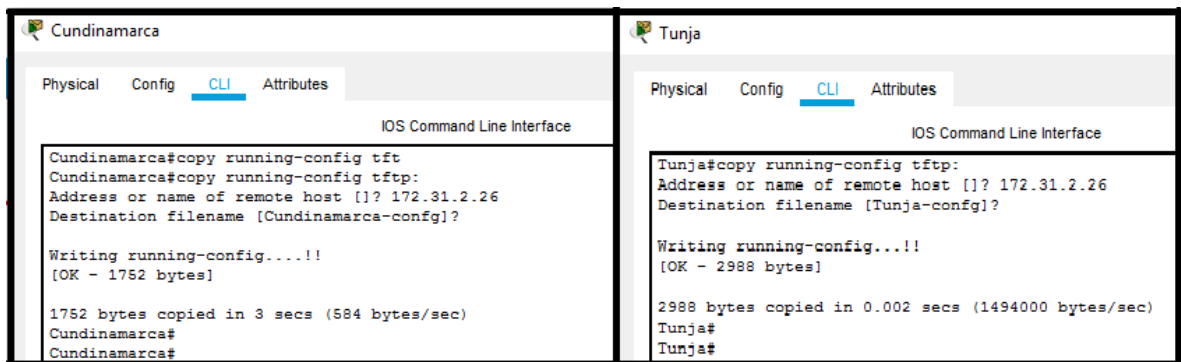 Cundinamarca
Physical Config CLI Attributes
IOS Command Line Interface
Cundinamarca#copy running-config tft
Cundinamarca#copy running-config tftp:
Address or name of remote host []? 172.31.2.26
Destination filename [Cundinamarca-confg]?
Writing running-config....!!
[OK - 1752 bytes]
1752 bytes copied in 3 secs (584 bytes/sec)
Cundinamarca#
Cundinamarca#
Tunja
Physical Config CLI Attributes
IOS Command Line Interface
Tunja#copy running-config tftp:
Address or name of remote host []? 172.31.2.26
Destination filename [Tunja-confg]?
Writing running-config...!!
[OK - 2988 bytes]
2988 bytes copied in 0.002 secs (1494000 bytes/sec)
Tunja#
Tunja#